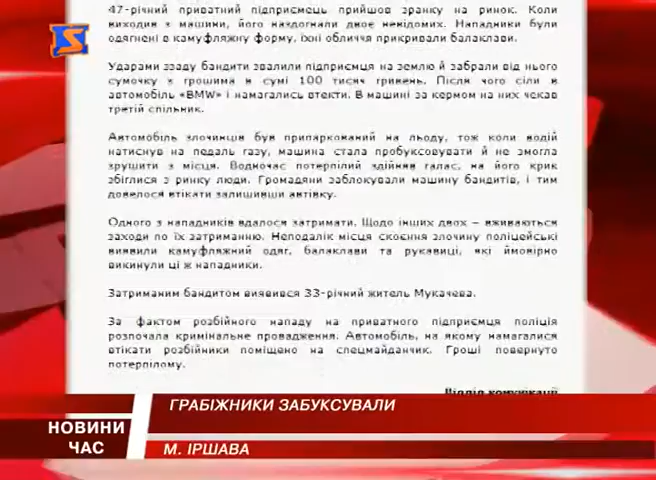 47-річний приватний підприємець прийшов зранку на ринок. Коли
виходив з машини, його наздогнали двоє невідомих. Нападники були
одягнені в камуфляжну форму, їхні обличчя прикривали балаклави.
Ударами ззаду бандити звалили підприємця на землю й забрали від нього
сумочку з грошима в сумі 100 тисяч гривень. Після чого сіли в
автомобіль «BMW» і намагались втекти. В машині за кермом на них чекав
третій спільник.
Автомобіль злочинців був припаркований на льоду, тож коли водій
натиснув на педаль газу, машина стала пробуксовувати й не змогла
зрушити з місця. Водночас потерпілий здійняв галас, на його крик
збіглися з ринку люди. Громадяни заблокували машину бандитів, і тим
довелося втікати залишивши автівку.
Одного з нападників вдалося затримати. Щодо інших двох – вживаються
заходи по їх затриманню. Неподалік місця скоєння злочину поліцейські
виявили камуфляжний одяг, балаклави та рукавиці, які ймовірно
викинули ці ж нападники.
Затриманим бандитом виявився 33-річний житель Мукачева.
За фактом розбійного нападу на приватного підприємця поліція
розпочала кримінальне провадження. Автомобіль, на якому намагалися
втікати розбійники поміщено на спецмайданчик. Гроші повернуто
потерпілому.
Відділ комунікації
ГРАБІЖНИКИ ЗАБУКСУВАЛИ
НОВИНИ
ЧАС
М. ІРШАВА